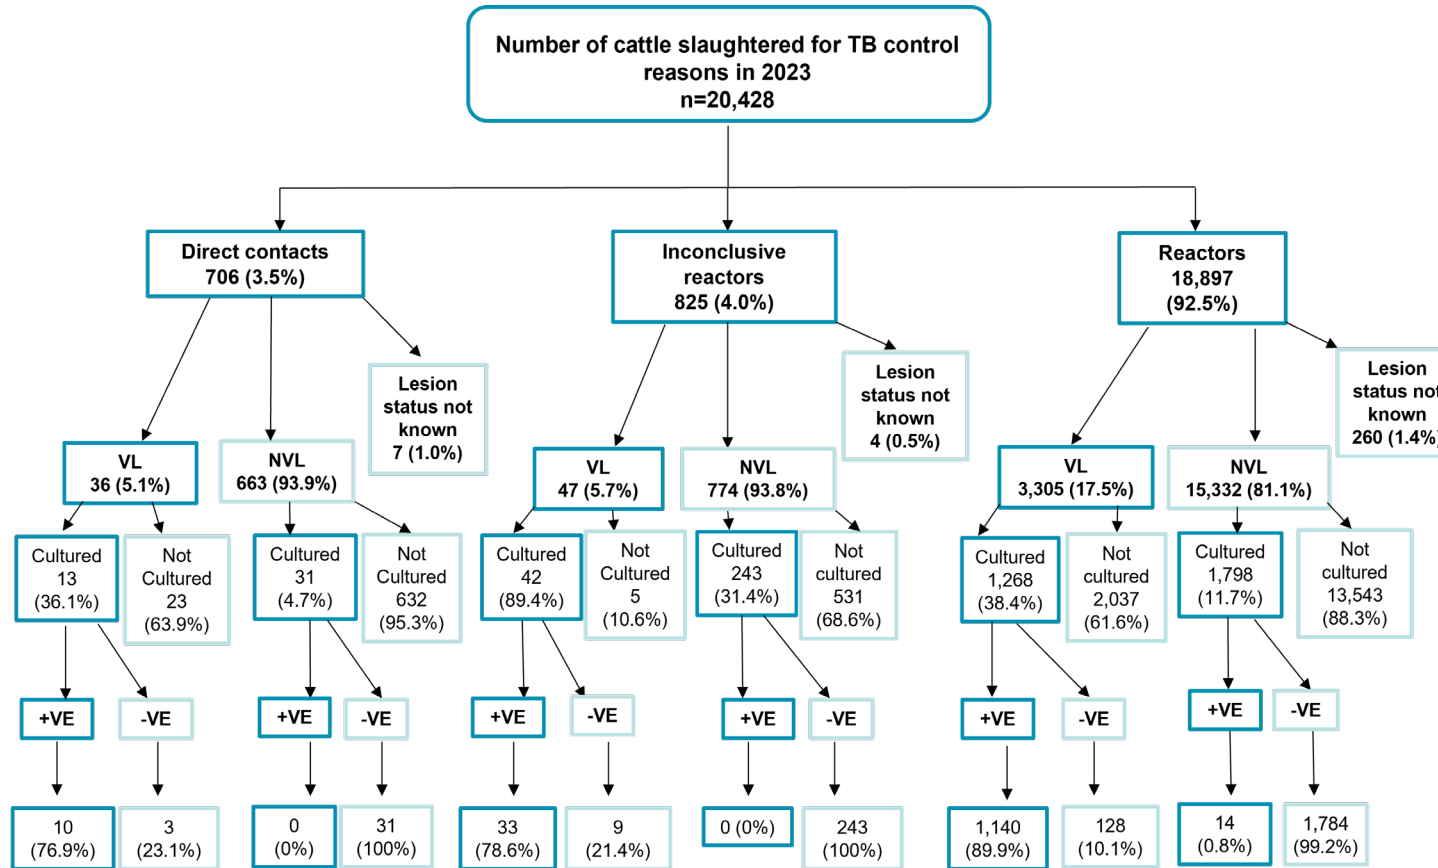 Number of cattle slaughtered for TB control
reasons in 2023
n=20,428
Direct contacts
706 (3.5%)
Inconclusive
reactors
825 (4.0%)
Reactors
18,897
(92.5%)
Lesion
status not
known
7 (1.0%)
Lesion
status not
known
4 (0.5%)
Lesion
status not
known
260 (1.4%)
VL
36 (5.1%)
NVL
663 (93.9%)
VL
47 (5.7%)
NVL
774 (93.8%)
VL
3,305 (17.5%)
NVL
15,332 (81.1%)
Cultured
13
(36.1%)
Not
Cultured
23
(63.9%)
Cultured
31
(4.7%)
Not
Cultured
632
(95.3%)
Cultured
42
(89.4%)
Not
Cultured
5
(10.6%)
Cultured
243
(31.4%)
Not
cultured
531
(68.6%)
Cultured
1,268
(38.4%)
Not
cultured
2,037
(61.6%)
Cultured
1,798
(11.7%)
Not
cultured
13,543
(88.3%)
+VE
-VE
+VE
-VE
+VE
-VE
+VE
-VE
+VE
-VE
+VE
-VE
10
(76.9%)
3
(23.1%)
0
(0%)
31
(100%)
33
(78.6%)
9
(21.4%)
0 (0%)
243
(100%)
1,140
(89.9%)
128
(10.1%)
14
(0.8%)
1,784
(99.2%)